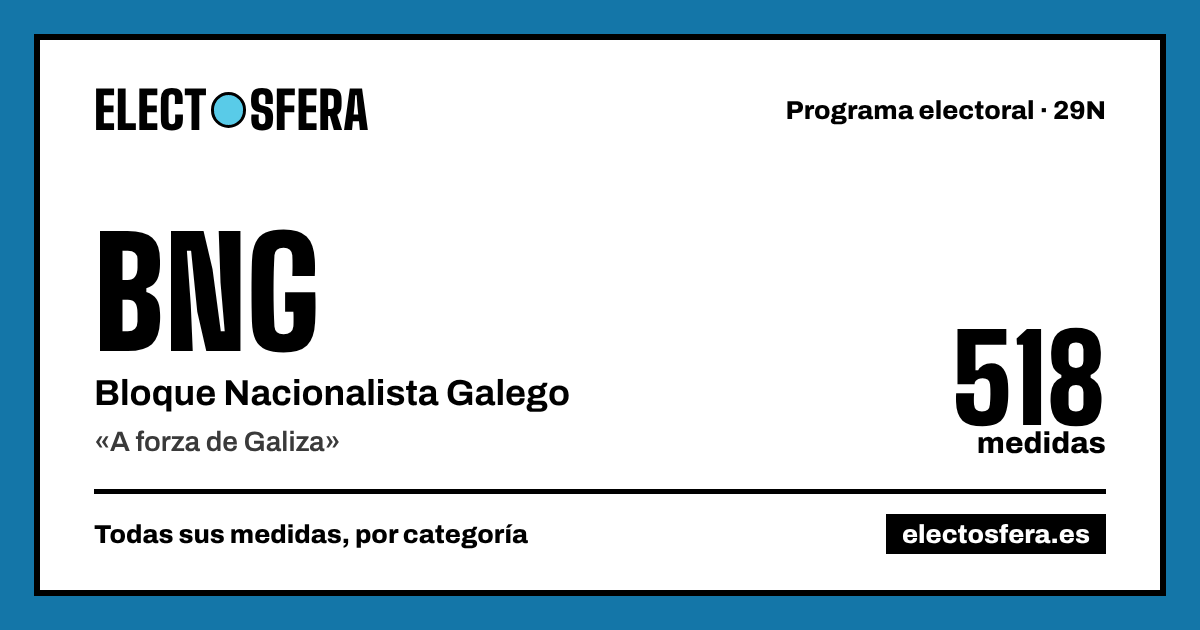 ELECTOSFERA
Programa electoral · 29N
BNG
Bloque Nacionalista Galego
«A forza de Galiza»
518
medidas
Todas sus medidas, por categoría
electosfera.es